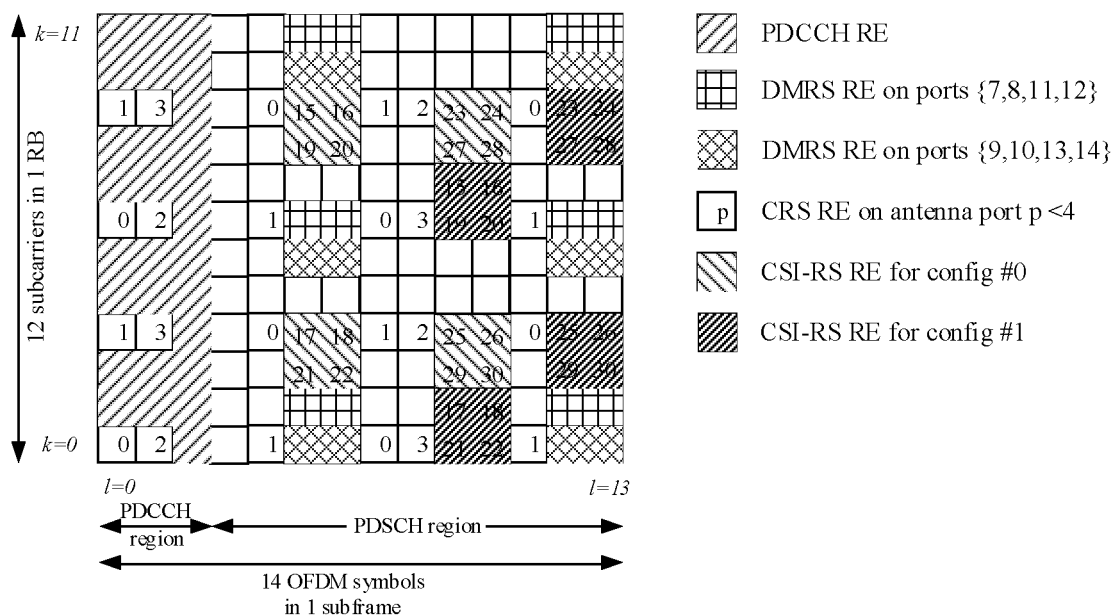 k=11
PDCCH RE
DMRS RE on ports {7,8,11,12}
1 3 0 15 16 1 2 23 24 0 23 24
19 20 27 28 27 28
DMRS RE on ports {9,10,13,14}
15 16
0 2 1 0 3 19 20 1
p CRS RE on antenna port p <4
CSI-RS RE for config #0
1 3 0 17 18 1 2 25 26 0 25 26
21 22 29 30 29 30
CSI-RS RE for config #1
17 18
k=0 0 2 1 0 3 21 22 1
12 subcarriers in 1 RB
l=0 l=13
PDCCH
region
PDSCH region
14 OFDM symbols
in 1 subframe